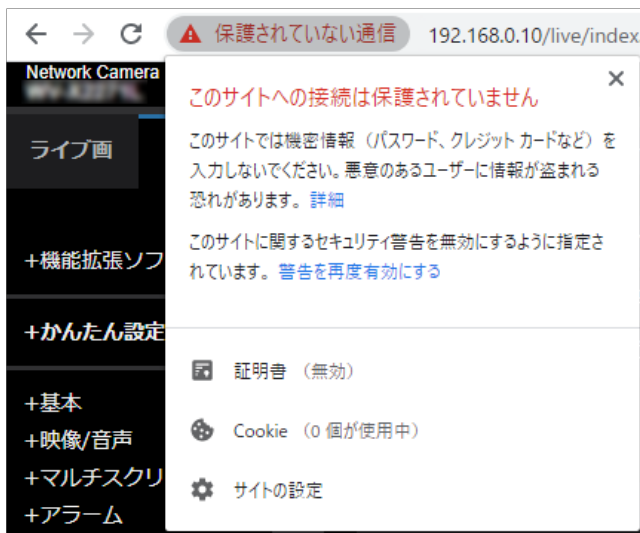 保護されていない通信 192.168.0.10/live/index
Network Camera
ライブ画
このサイトへの接続は保護されていません
このサイトでは機密情報（パスワード、クレジット カードなど）を
入力しないでください。悪意のあるユーザーに情報が盗まれる
恐れがあります。 詳細
このサイトに関するセキュリティ警告を無効にするように指定さ
れています。 警告を再度有効にする
+機能拡張ソフ
+かんたん設定
証明書 （無効）
+基本
Cookie （0 個が使用中）
+映像/音声
+マルチスクリ
サイトの設定
+アラーム